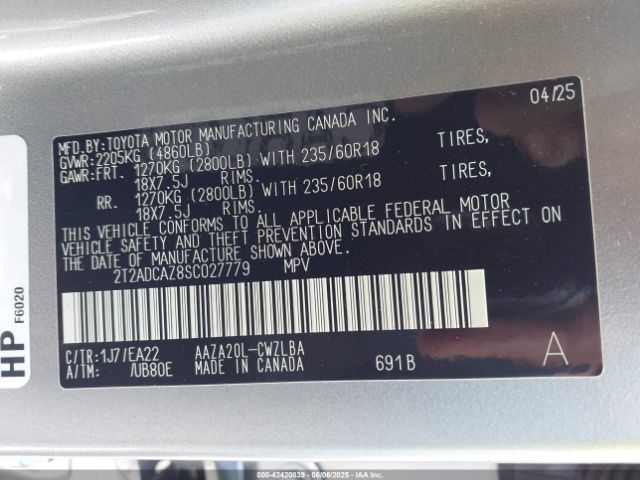 04/25
MFD.BY:TOYOTA MOTOR MANUFACTURING CANADA INC.
GVWR:2205KG (4860LB)
GAWR:FRT. 1270KG (2800LB) WITH 235/60R18 TIRES,
18X7.5J RIMS.
RR. 1270KG (2800LB) WITH 235/60R18 TIRES,
18X7.5J RIMS.
THIS VEHICLE CONFORMS TO ALL APPLICABLE FEDERAL MOTOR
VEHICLE SAFETY AND THEFT PREVENTION STANDARDS IN EFFECT ON
THE DATE OF MANUFACTURE SHOWN ABOVE.
2T2ADCAZ8SC027779 MPV
C/TR:1J7/EA22 AAZA20L-CWZLBA
A/TM: /UB80E MADE IN CANADA 691B A
HP F6020
000-42420839 - 06/06/2025 - IAA Inc.